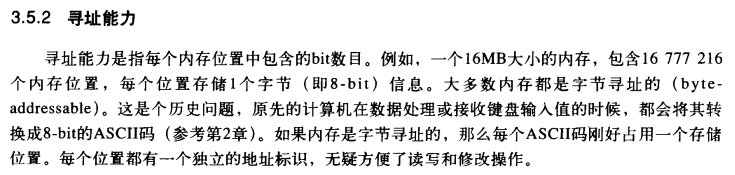 3.5.2 寻址能力
寻址能力是指每个内存位置中包含的bit数目。例如，一个16MB大小的内存，包含16 777 216
个内存位置，每个位置存储1个字节（即8-bit）信息。大多数内存都是字节寻址的（byte-
addressable）。这是个历史问题，原先的计算机在数据处理或接收键盘输入值的时候，都会将其转
换成8-bit的ASCII码（参考第2章）。如果内存是字节寻址的，那么每个ASCII码刚好占用一个存储
位置。每个位置都有一个独立的地址标识，无疑方便了读写和修改操作。